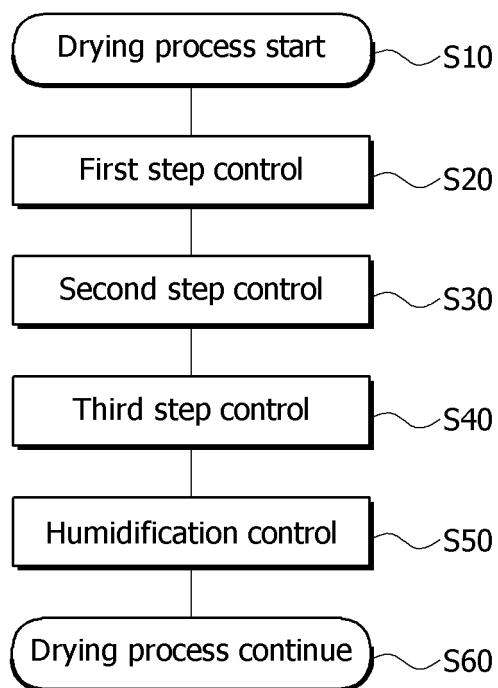 Drying process start S10
First step control S20
Second step control S30
Third step control S40
Humidification control S50
Drying process continue S60